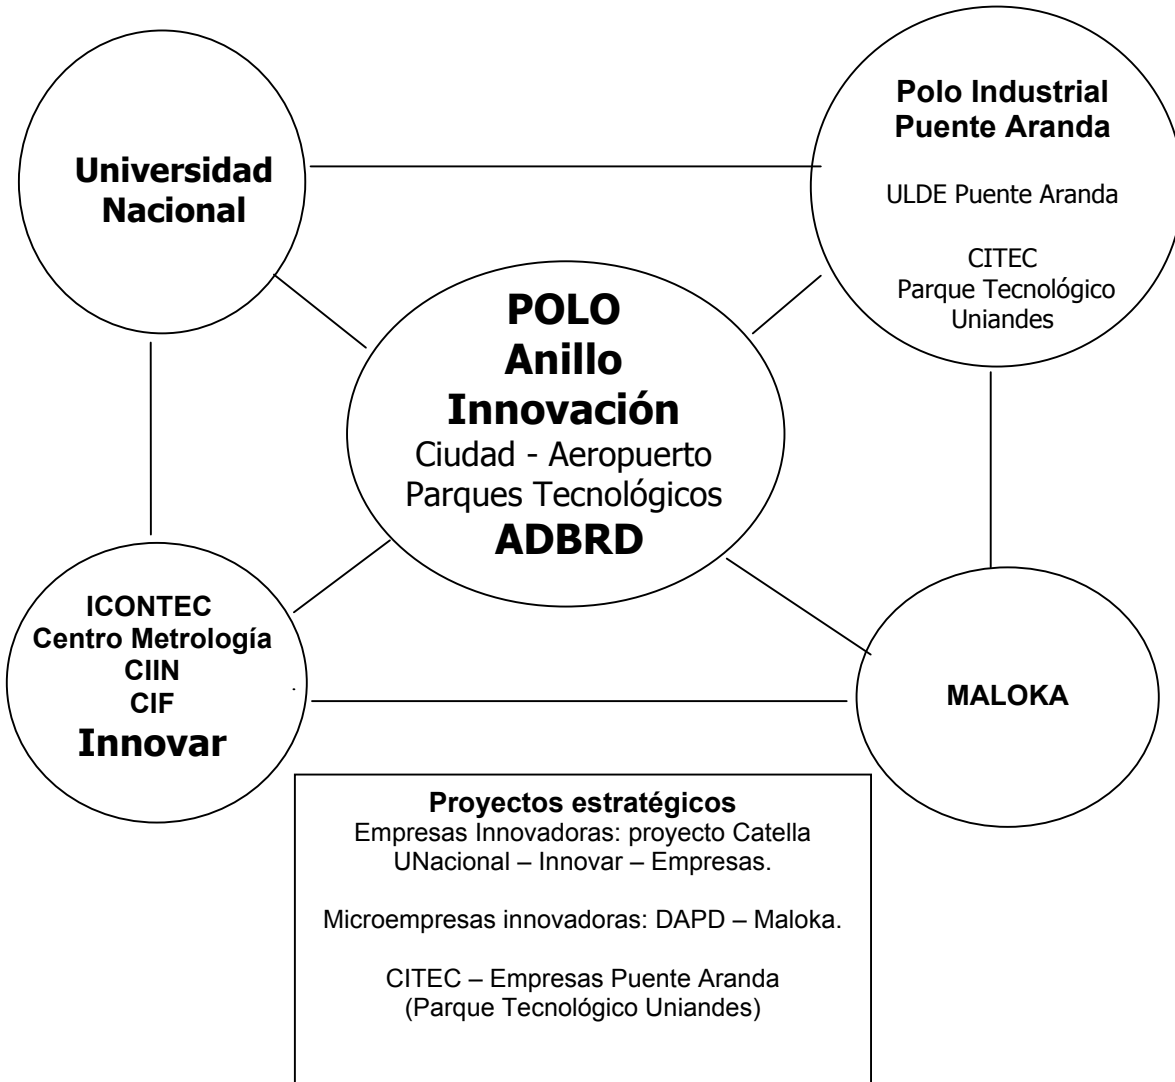 Universidad
Nacional
Polo Industrial
Puente Aranda
ULDE Puente Aranda
CITEC
Parque Tecnológico
Uniandes
POLO
Anillo
Innovación
Ciudad - Aeropuerto
Parques Tecnológicos
ADBRD
ICONTEC
Centro Metrología
CIIN
CIF
Innovar
MALOKA
Proyectos estratégicos
Empresas Innovadoras: proyecto Catella
UNacional – Innovar – Empresas.
Microempresas innovadoras: DAPD – Maloka.
CITEC – Empresas Puente Aranda
(Parque Tecnológico Uniandes)